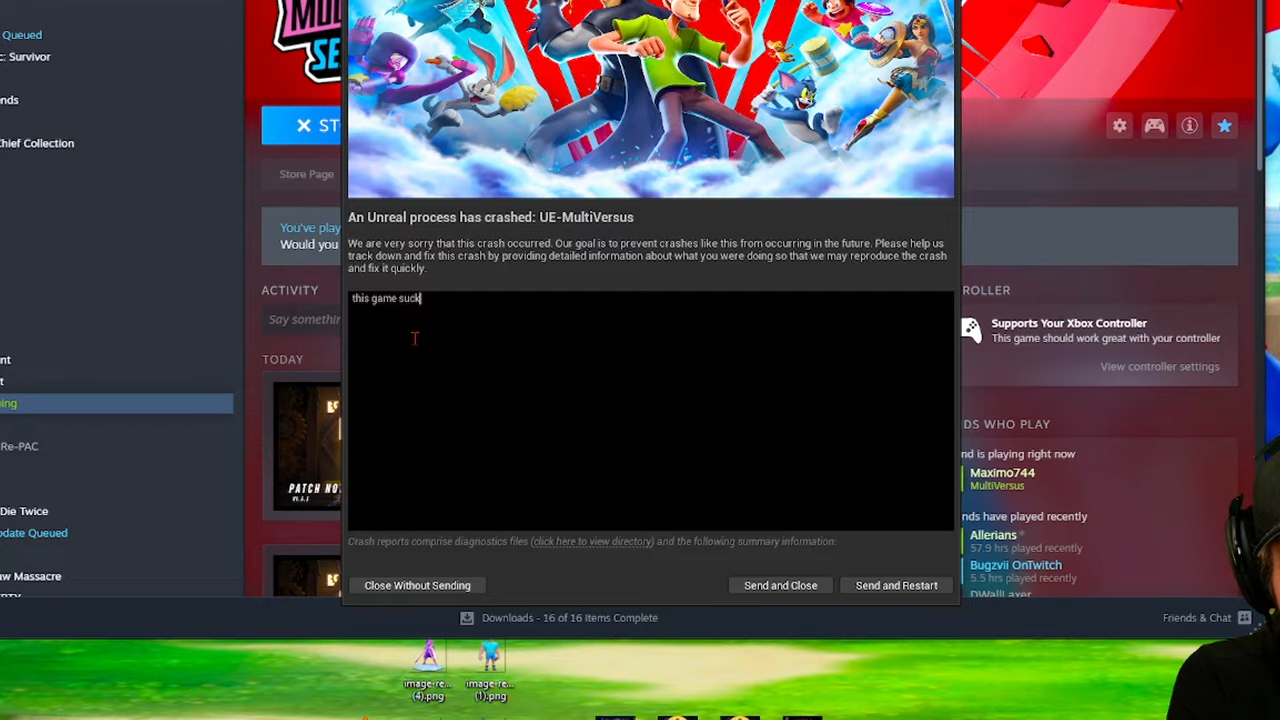 Queued
: Survivor
nds
hief Collection
nt
t
ing
Re-PAC
Die Twice
pdate Queued
aw Massacre
MUL
SE
ST
Store Page
You've play
Would you
ACTIVITY
Say somethin
TODAY
PATCH NO
An Unreal process has crashed: UE-MultiVersus
We are very sorry that this crash occurred. Our goal is to prevent crashes like this from occurring in the future. Please help us
track down and fix this crash by providing detailed information about what you were doing so that we may reproduce the crash
and fix it quickly.
this game suck
Crash reports comprise diagnostics files (click here to view directory) and the following summary information:
Close Without Sending
Send and Close
Send and Restart
ROLLER
Supports Your Xbox Controller
This game should work great with your controller
View controller settings
DS WHO PLAY
nd is playing right now
Maximo744
MultiVersus
nds have played recently
Allerians
57.9 hrs played recently
Bugzvii OnTwitch
5.5 hrs played recently
DWallLaxer
Downloads - 16 of 16 Items Complete
Friends & Chat
image-re...
(4).png
image-re...
(1).png